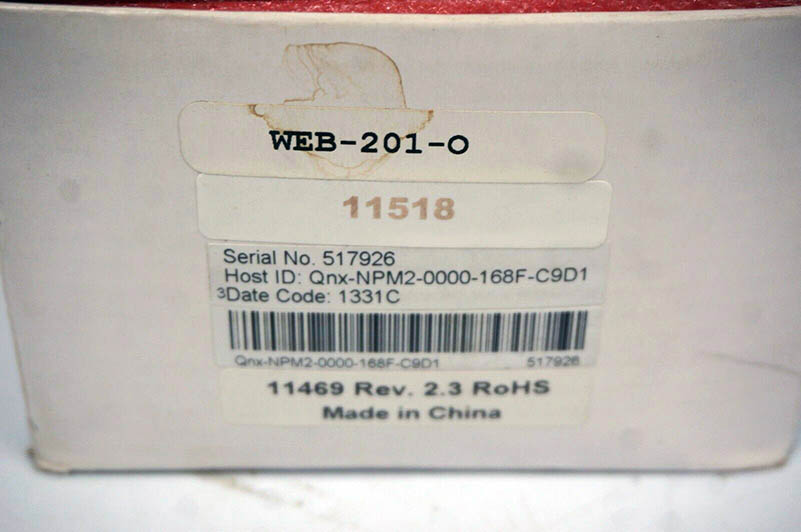 WEB-201-O
11518
Serial No. 517926
Host ID: Qnx-NPM2-0000-168F-C9D1
3Date Code: 1331C
Qnx-NPM2-0000-168F-C9D1 517926
11469 Rev. 2.3 RoHS
Made in China